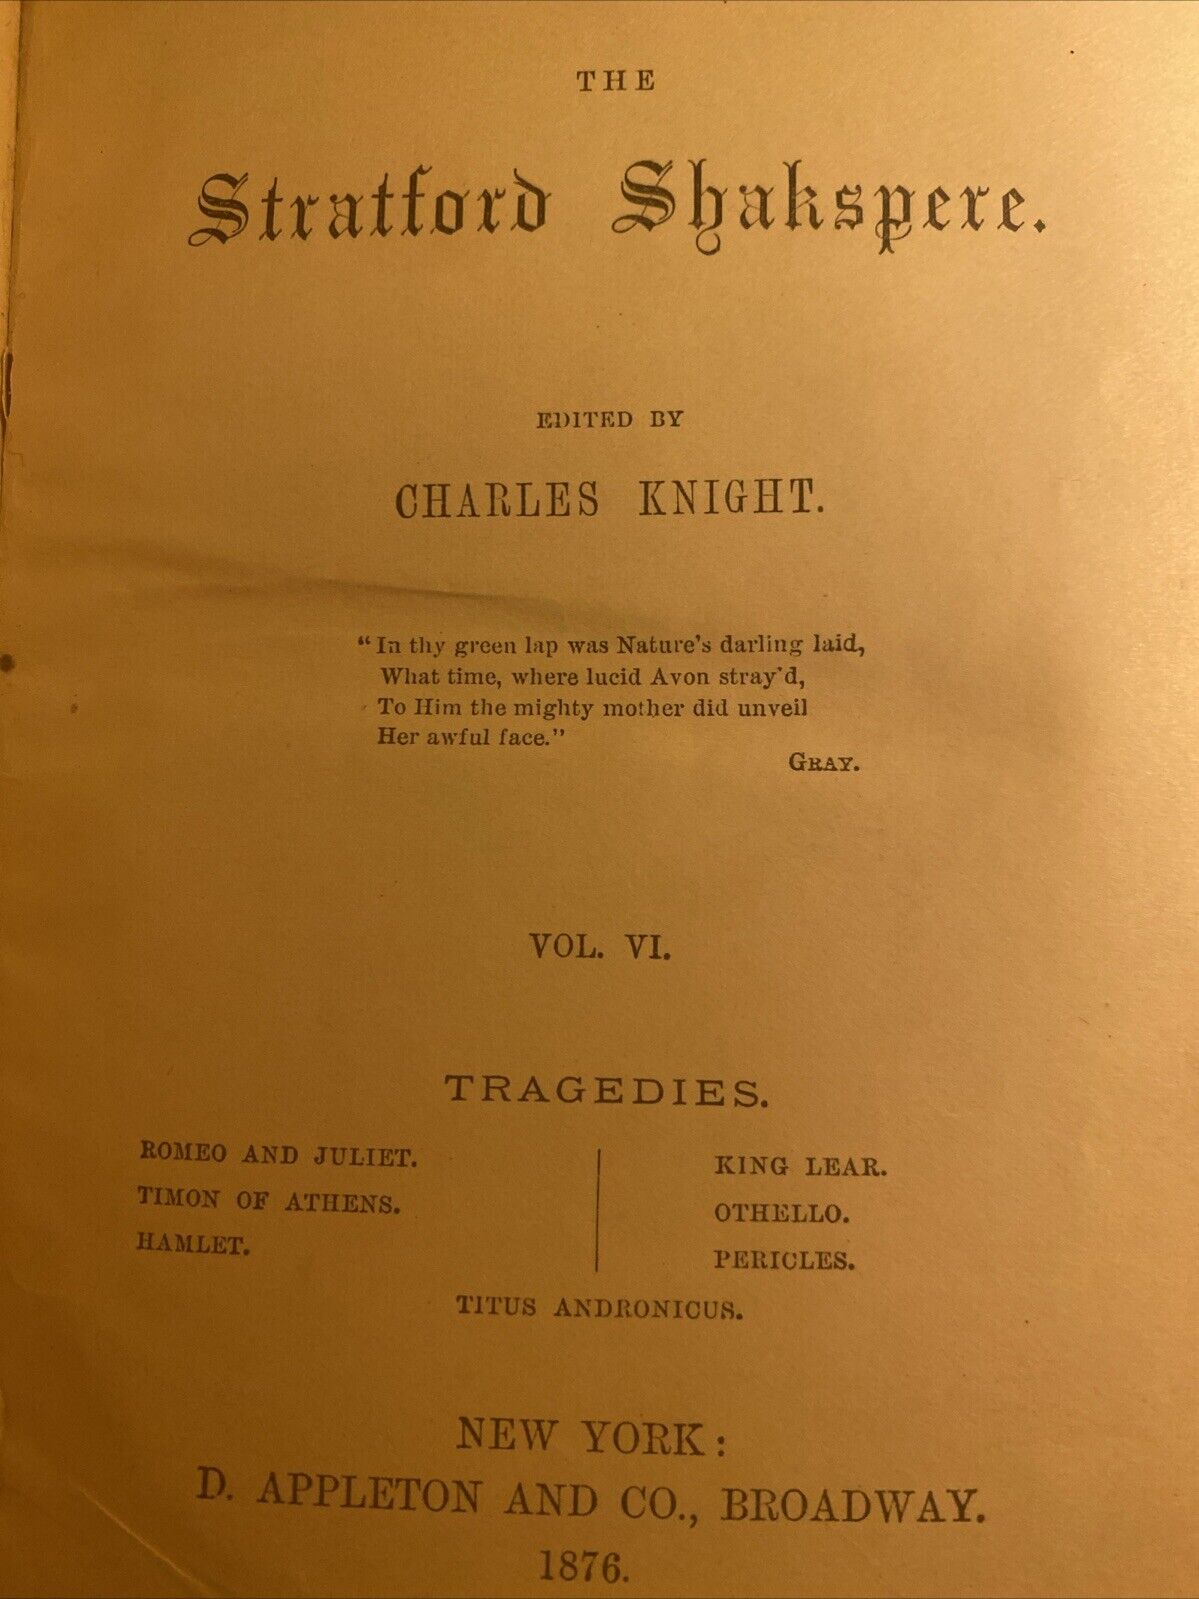 THE
Stratford Shakspere.
EDITED BY
CHARLES KNIGHT.
"In thy green lap was Nature's darling laid,
What time, where lucid Avon stray'd,
To Him the mighty mother did unveil
Her awful face."
GRAY.
VOL. VI.
TRAGEDIES.
ROMEO AND JULIET.
TIMON OF ATHENS.
HAMLET.
KING LEAR.
OTHELLO.
PERICLES.
TITUS ANDRONICUS.
NEW YORK:
D. APPLETON AND CO., BROADWAY.
1876.